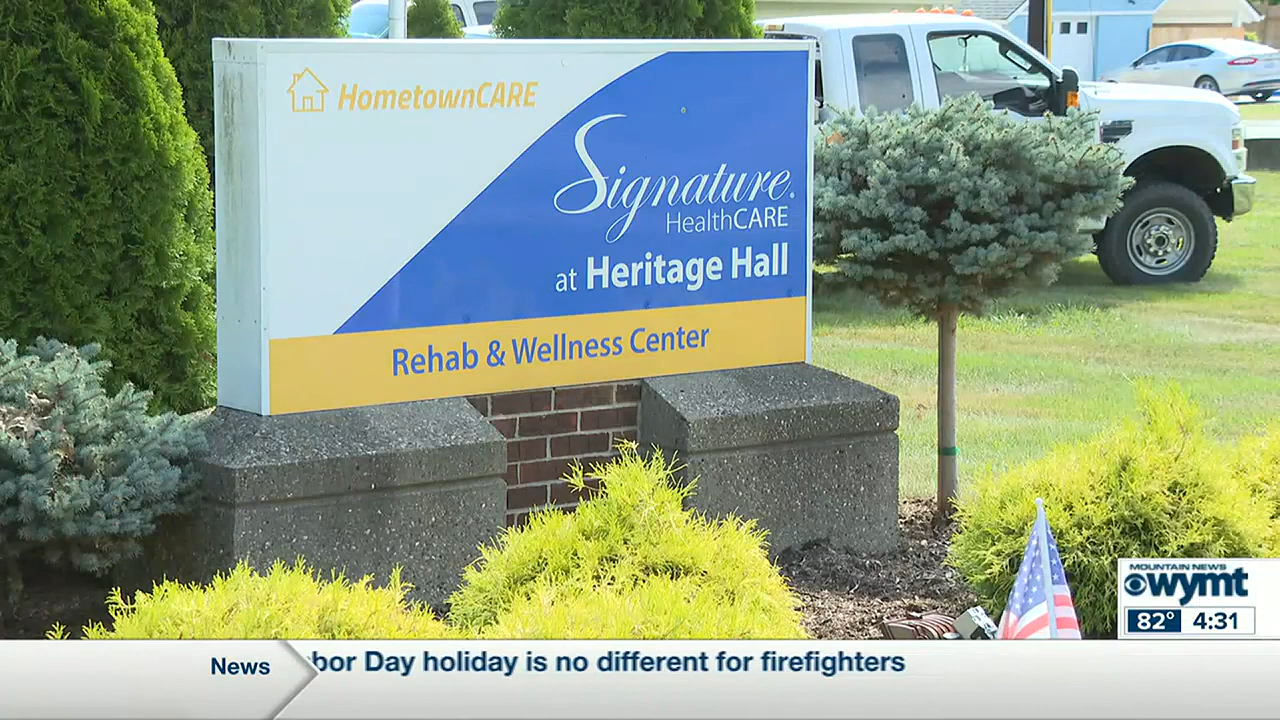 HometownCARE
Signature.
HealthCARE
at Heritage Hall
Rehab & Wellness Center
MOUNTAIN NEWS
wymt
82° 4:31
News
bor Day holiday is no different for firefighters